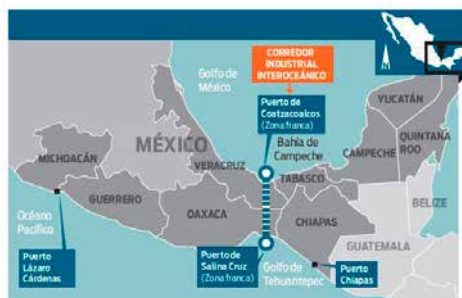 CORREDOR
INDUSTRIAL
INTEROCEÁNICO
Golfo de
México
Puerto de
Coatzacoalcos
(Zona franca)
YUCATÁN
QUINTANA
ROO
Bahía de
Campeche
CAMPECHE
MÉXICO
MICHOACÁN
VERACRUZ
TABASCO
GUERRERO
OAXACA
CHIAPAS
BELIZE
GUATEMALA
Océano
Pacífico
Puerto
Lázaro
Cárdenas
Puerto de
Salina Cruz
(Zona franca)
Golfo de
Tehuantepec
Puerto
Chiapas